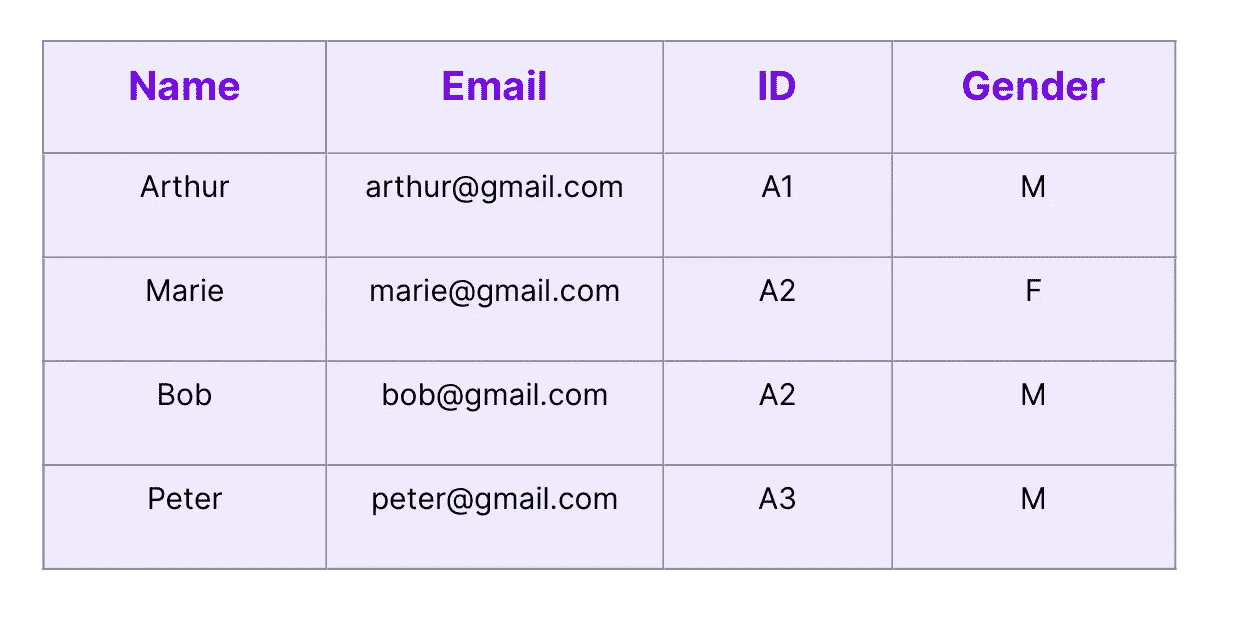 Name Email ID Gender
Arthur arthur@gmail.com A1 M
Marie marie@gmail.com A2 F
Bob bob@gmail.com A2 M
Peter peter@gmail.com A3 M